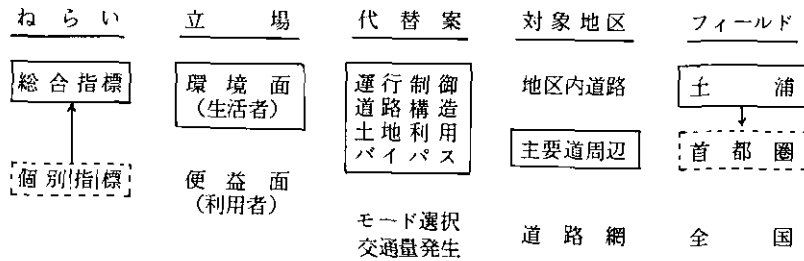 ねらい 立場 代替案 対象地区 フィールド
総合指標
個別指標
環境面
(生活者)
便益面
(利用者)
運行制御
道路構造
土地利用
バイパス
モード選択
交通量発生
地区内道路
主要道周辺
道路網
土浦
首都圏
全国